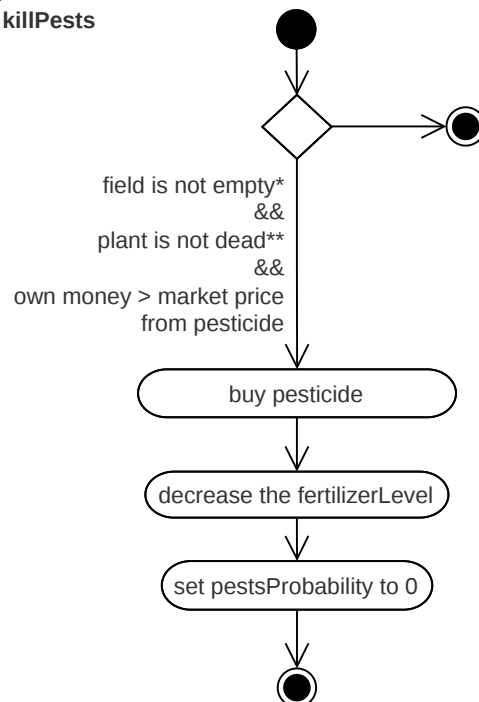 killPests
field is not empty*
&&
plant is not dead**
&&
own money > market price
from pesticide
buy pesticide
decrease the fertilizerLevel
set pestsProbability to 0